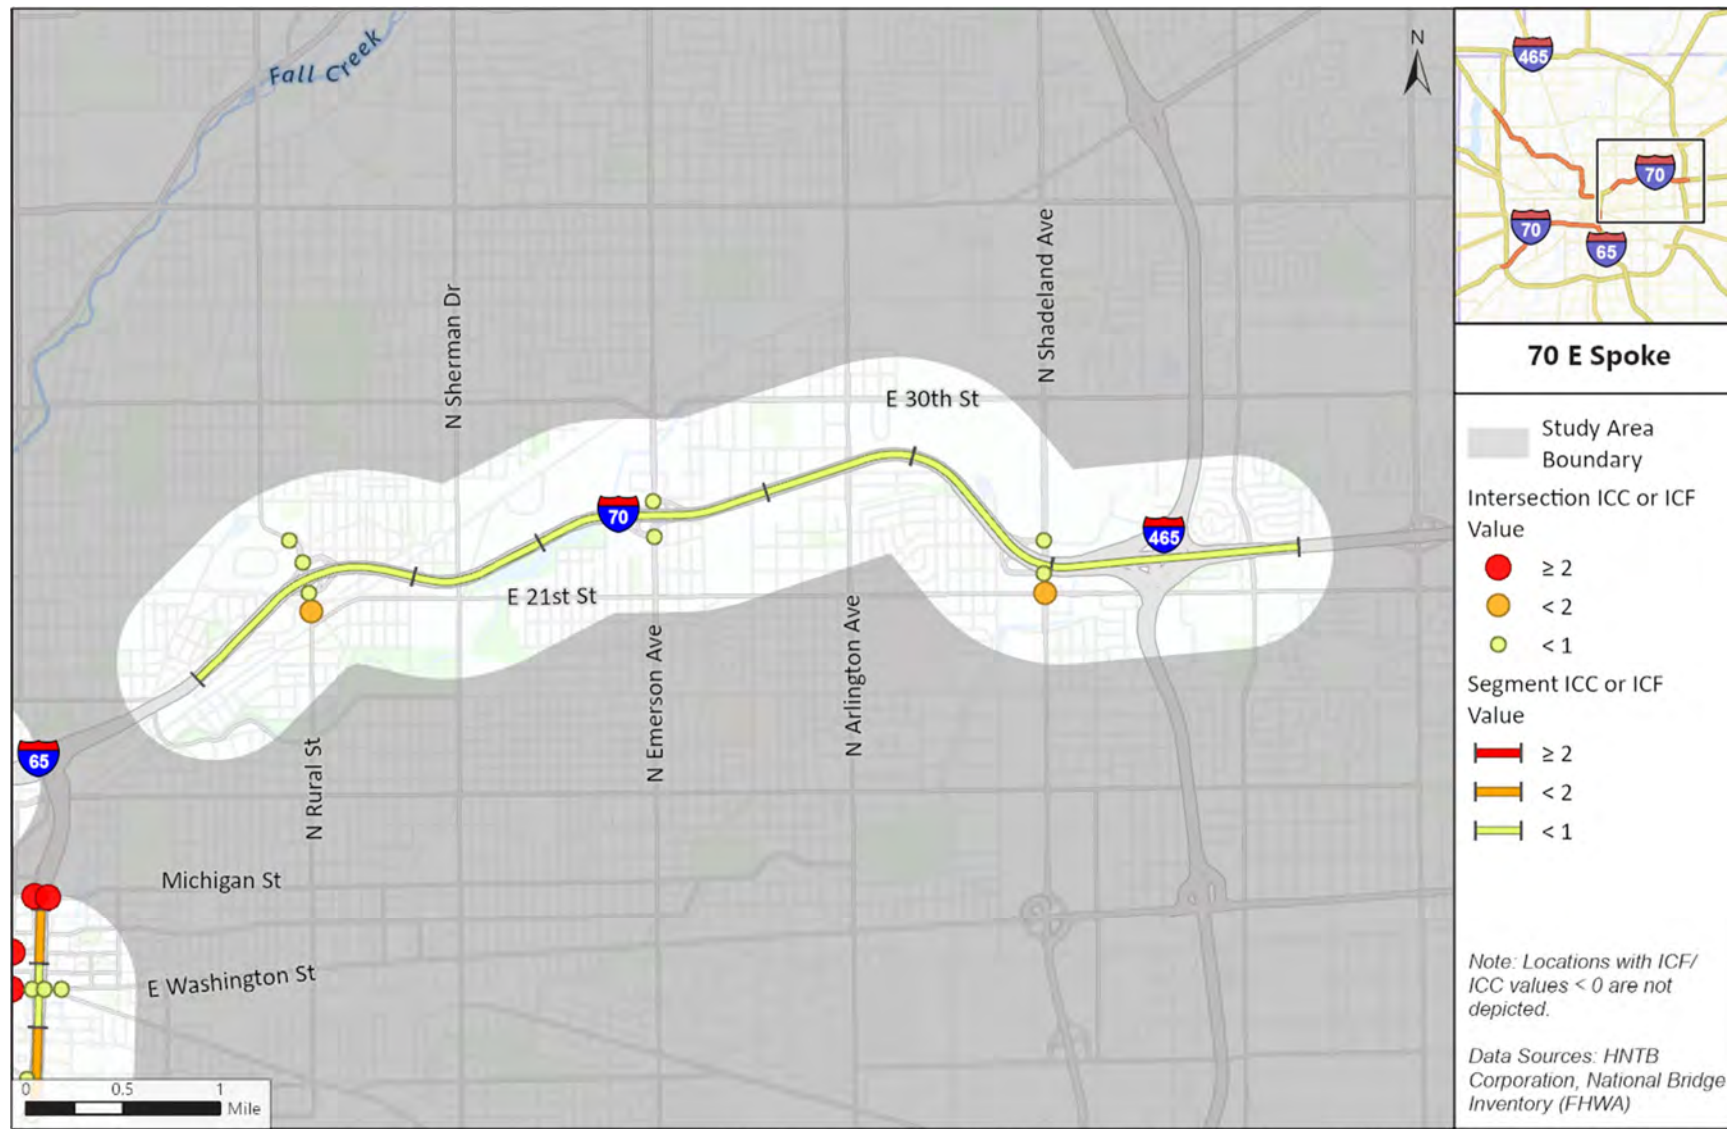 Fall Creek
N
N Sherman Dr
N Shadeland Ave
E 30th St
70
465
E 21st St
N Emerson Ave
N Arlington Ave
N Rural St
65
Michigan St
E Washington St
0 0.5 1
Mile
465
70
70
65
70 E Spoke
Study Area
Boundary
Intersection ICC or ICF
Value
≥ 2
< 2
< 1
Segment ICC or ICF
Value
≥ 2
< 2
< 1
Note: Locations with ICF/
ICC values < 0 are not
depicted.
Data Sources: HNTB
Corporation, National Bridge
Inventory (FHWA)